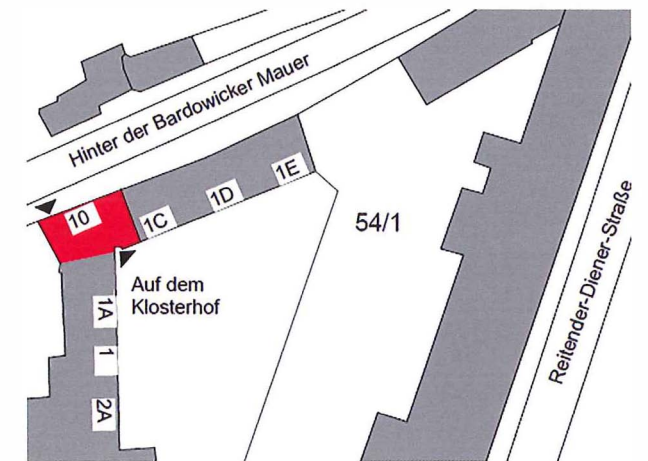 Hinter der Bardowicker Mauer
10
1C
1D
1E
54/1
Auf dem
Klosterhof
1A
1
2A
Reitender-Diener-Straße